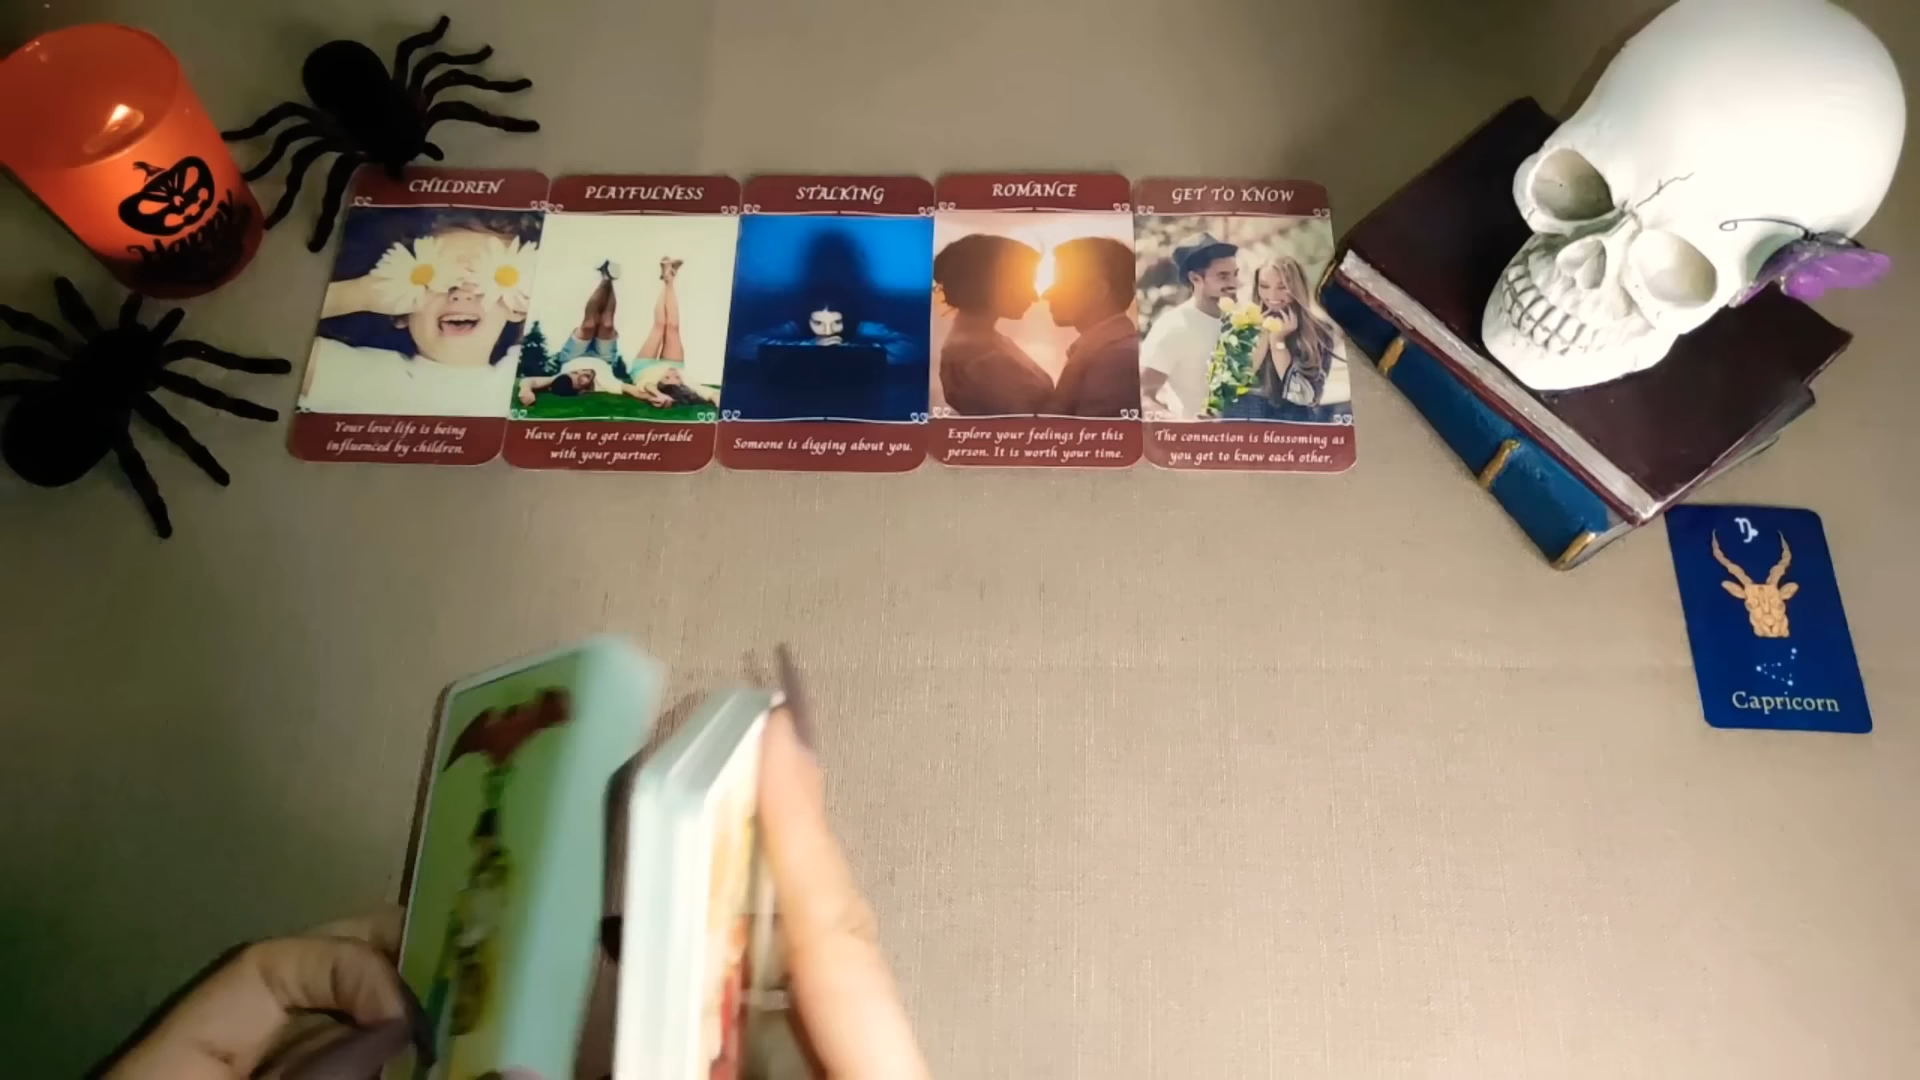 CHILDREN
Your love life is being
influenced by children.
PLAYFULNESS
Have fun to get comfortable
with your partner.
STALKING
Someone is digging about you.
ROMANCE
Explore your feelings for this
person. It is worth your time.
GET TO KNOW
The connection is blossoming as
you get to know each other.
Capricorn